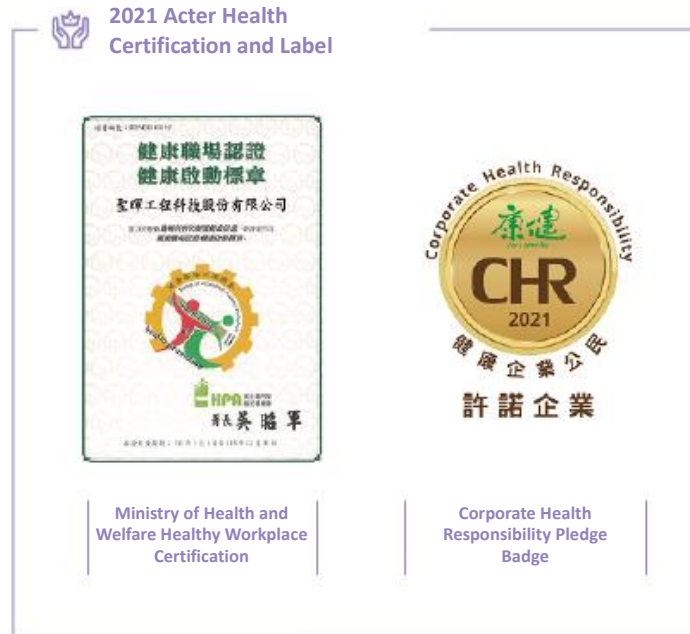 2021 Acter Health
Certification and Label
健康職場認證
健康啟動標章
聖暉工程科技股份有限公司
HPA
署長 吳昭軍
Corporate Health Responsibility
康健
CHR
2021
健康企業公民
許諾企業
Ministry of Health and
Welfare Healthy Workplace
Certification
Corporate Health
Responsibility Pledge
Badge